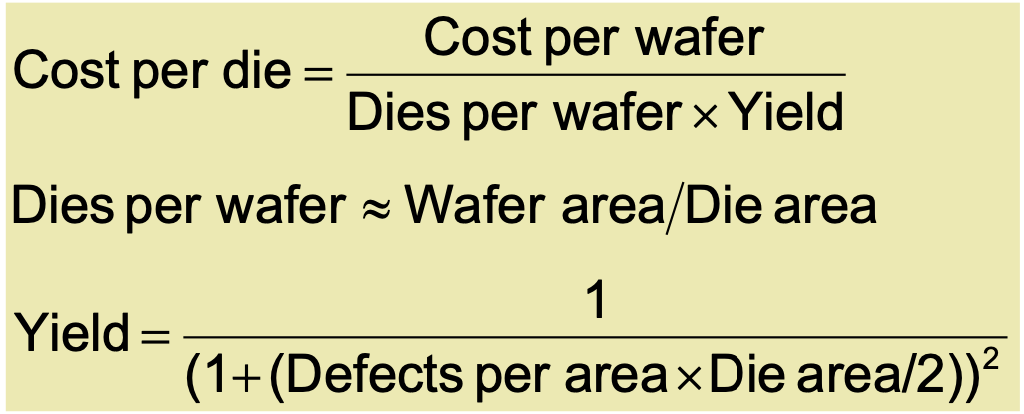 Cost per die = Cost per wafer / Dies per wafer × Yield
Dies per wafer ≈ Wafer area/Die area
Yield = 1 / (1+(Defects per area×Die area/2))²